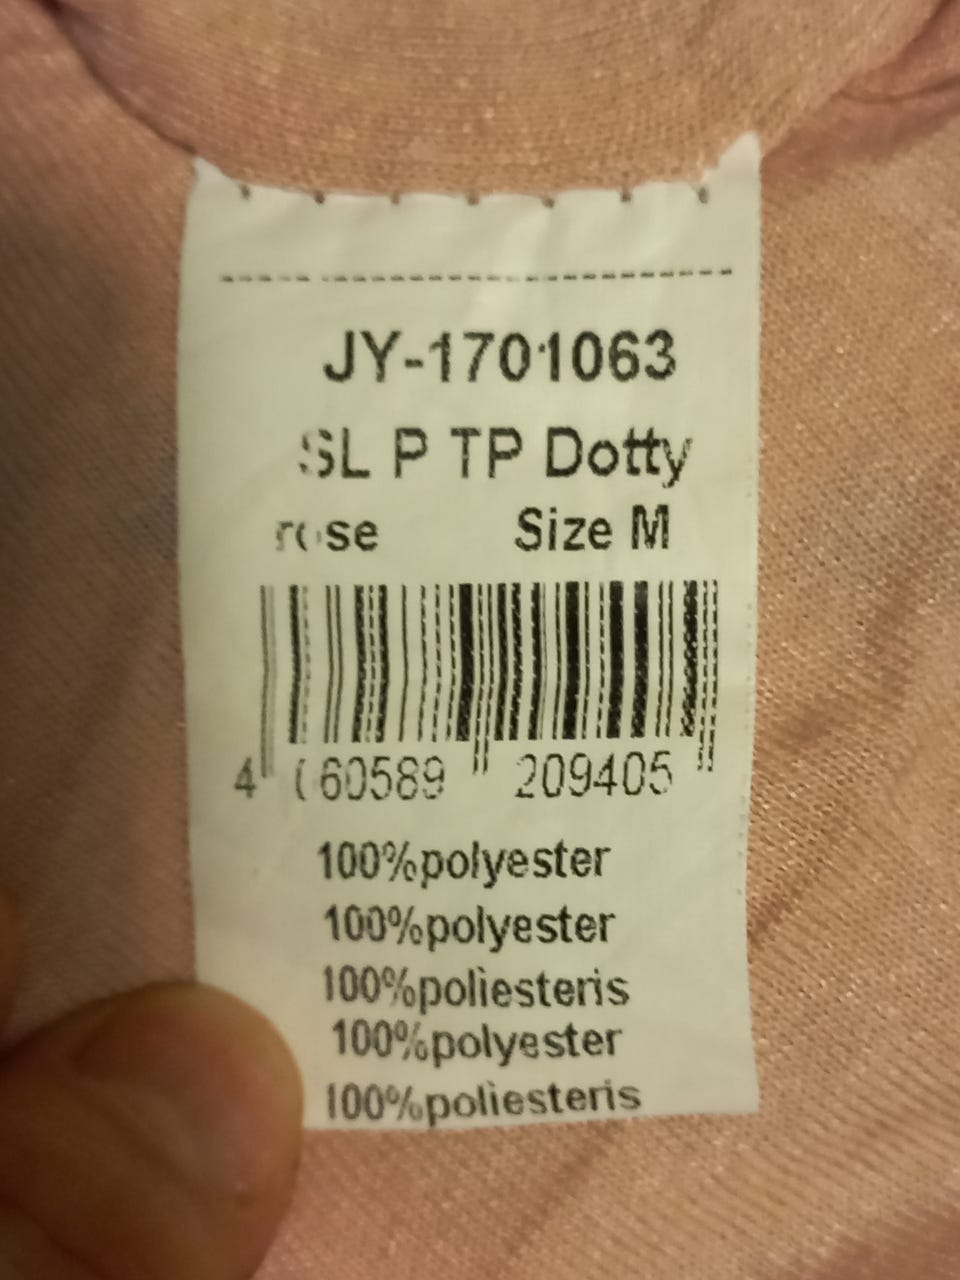 JY-1701063
SL P TP Dotty
rose Size M
4 060589 209405
100%polyester
100%polyester
100%poliesteris
100%polyester
100%poliesteris